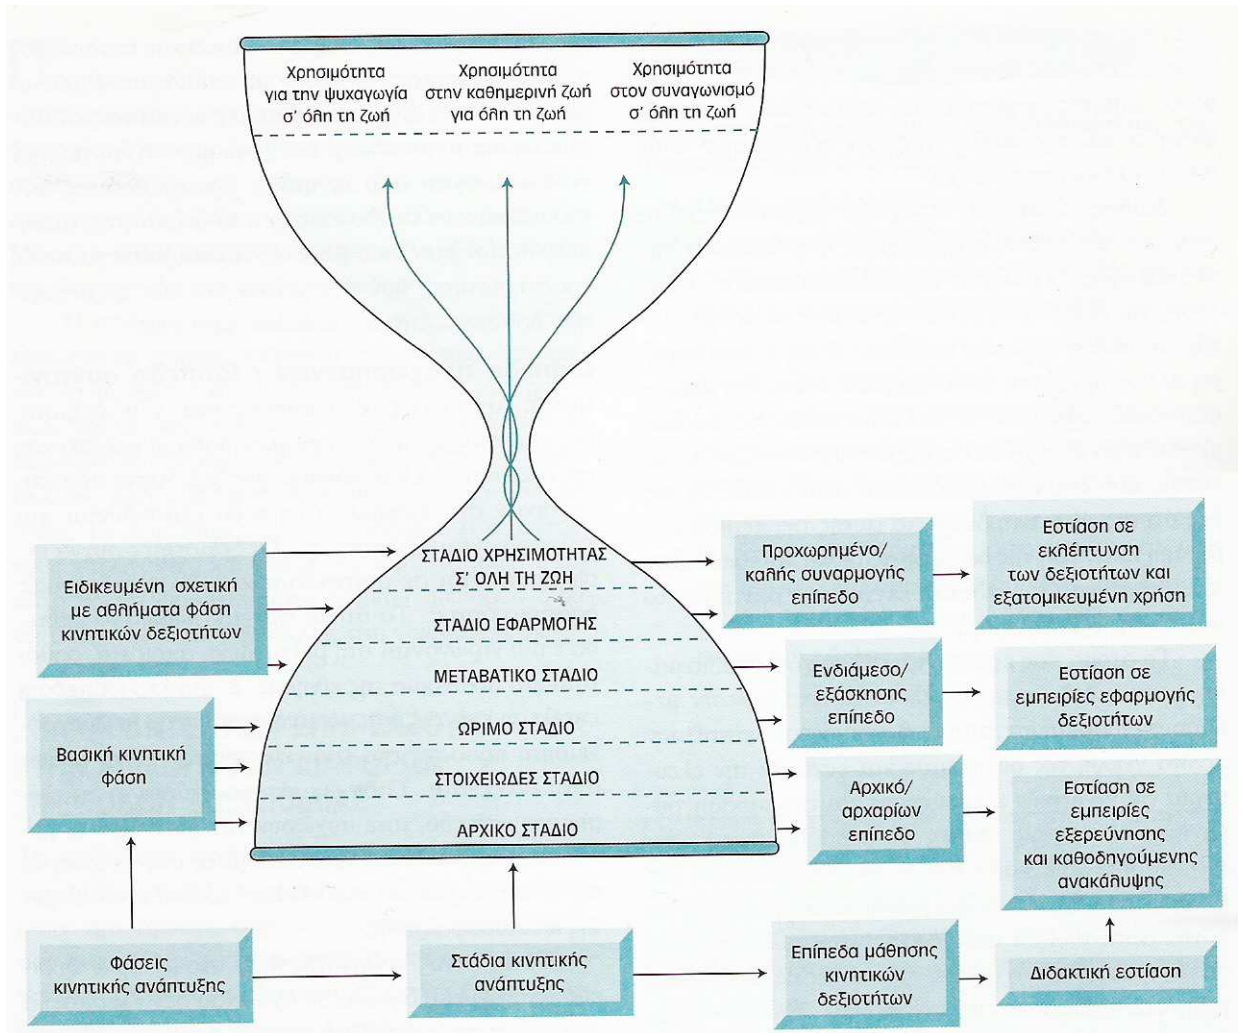 Χρησιμότητα
για την ψυχαγωγία
σ' όλη τη ζωή
Χρησιμότητα
στην καθημερινή ζωή
για όλη τη ζωή
Χρησιμότητα
στον συναγωνισμό
σ' όλη τη ζωή
ΣΤΑΔΙΟ ΧΡΗΣΙΜΟΤΗΤΑΣ
Σ' ΟΛΗ ΤΗ ΖΩΗ
ΣΤΑΔΙΟ ΕΦΑΡΜΟΓΗΣ
ΜΕΤΑΒΑΤΙΚΟ ΣΤΑΔΙΟ
ΩΡΙΜΟ ΣΤΑΔΙΟ
ΣΤΟΙΧΕΙΩΔΕΣ ΣΤΑΔΙΟ
ΑΡΧΙΚΟ ΣΤΑΔΙΟ
Ειδικευμένη σχετική
με αθλήματα φάση
κινητικών δεξιοτήτων
Βασική κινητική
φάση
Προχωρημένο/
καλής συναρμογής
επίπεδο
Εστίαση σε
εκλέπτυνση
των δεξιοτήτων και
εξατομικευμένη χρήση
Ενδιάμεσο/
εξάσκησης
επίπεδο
Εστίαση σε
εμπειρίες εφαρμογής
δεξιοτήτων
Αρχικό/
αρχαρίων
επίπεδο
Εστίαση σε
εμπειρίες
εξερεύνησης
και καθοδηγούμενης
ανακάλυψης
Φάσεις
κινητικής ανάπτυξης
Στάδια κινητικής
ανάπτυξης
Επίπεδα μάθησης
κινητικών
δεξιοτήτων
Διδακτική εστίαση